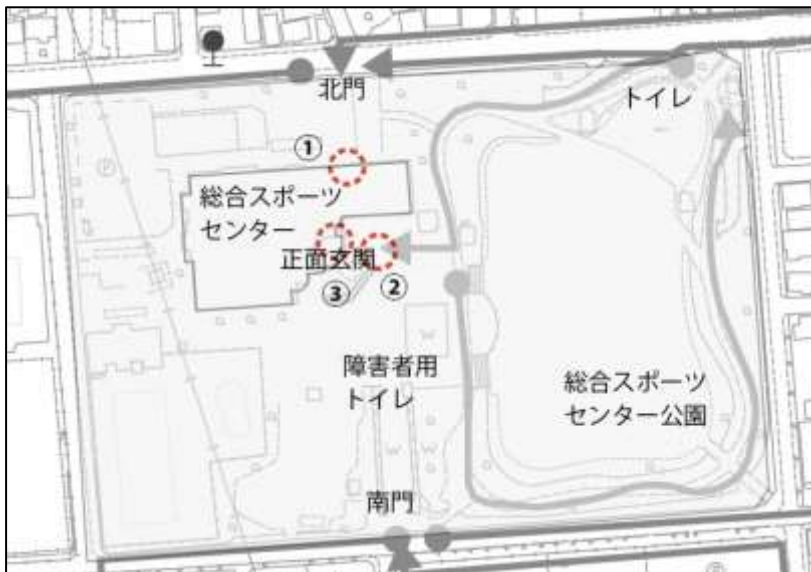 北門
トイレ
①
総合スポーツ
センター
正面玄関
③
②
障害者用
トイレ
総合スポーツ
センター公園
南門